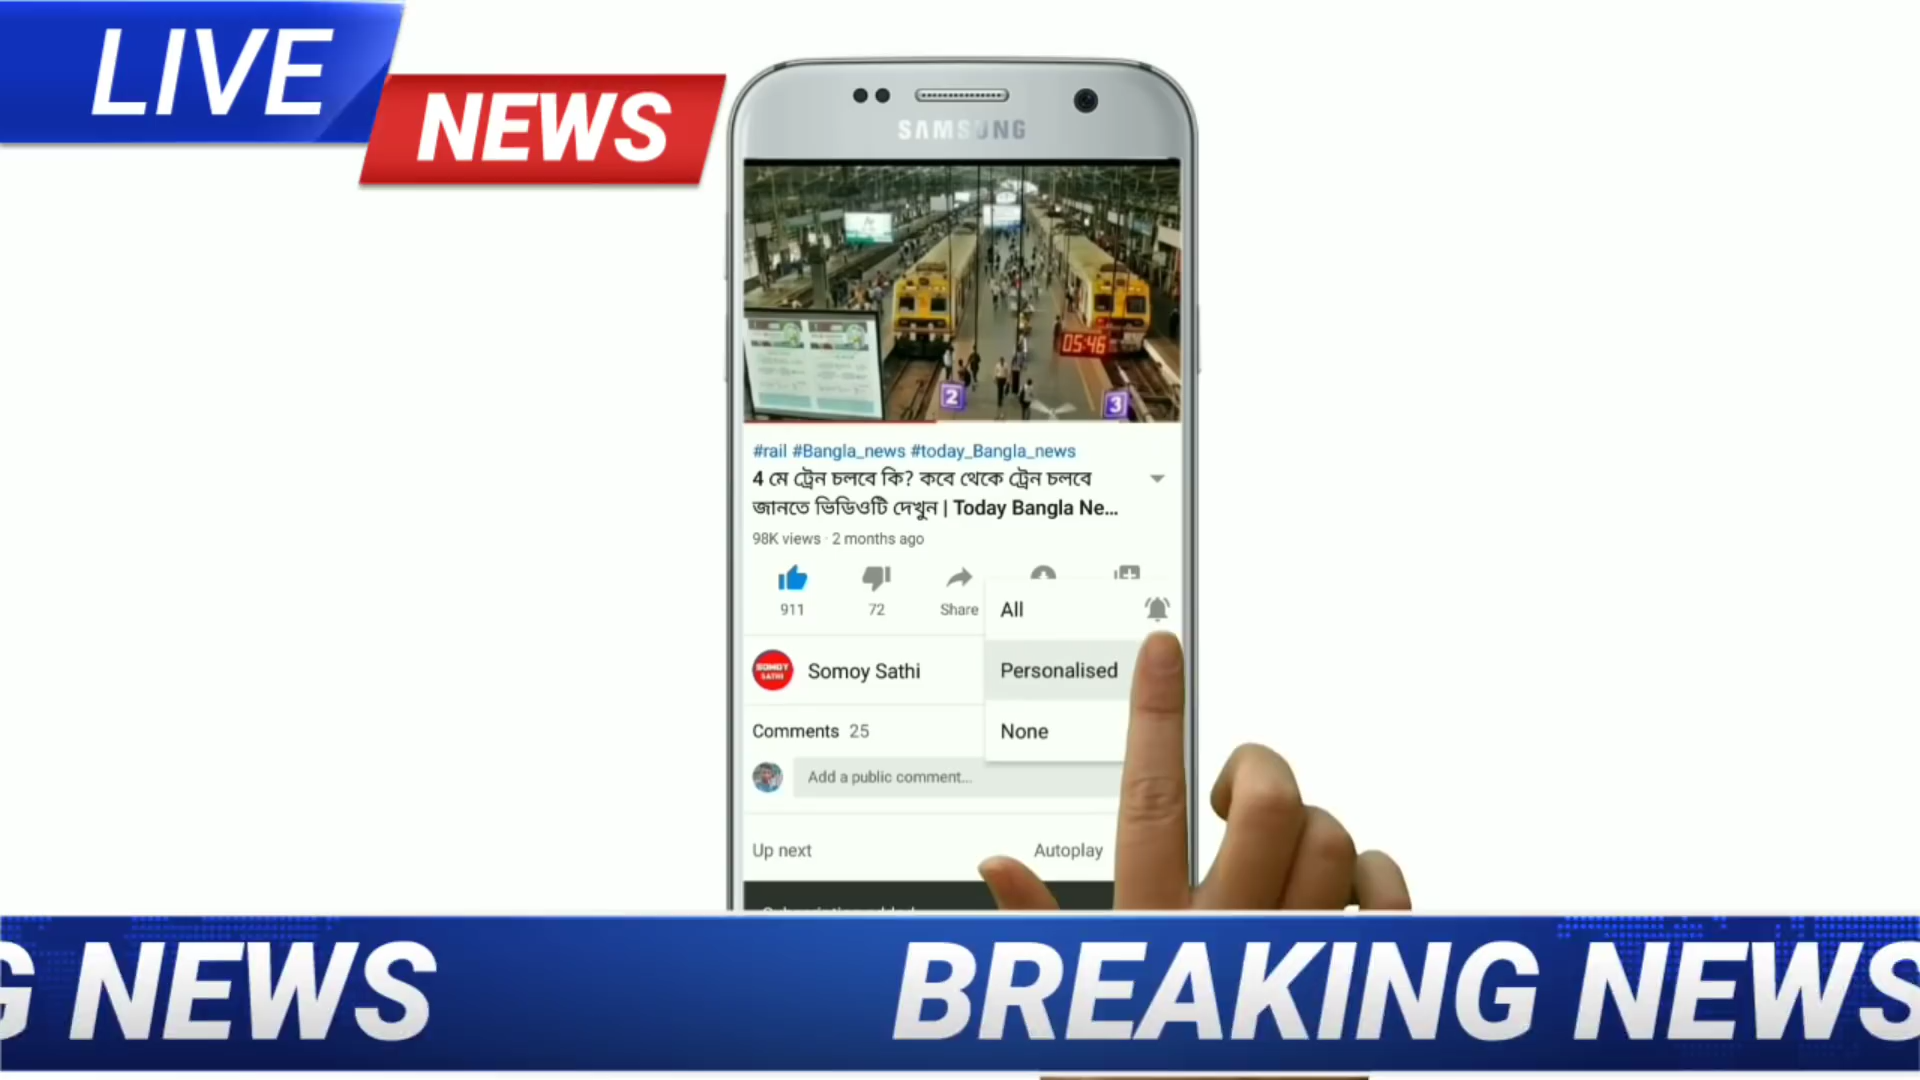 LIVE
NEWS
SAMSUNG
05:46
2
3
#rail #Bangla_news #today_Bangla_news
4 মে ট্রেন চলবে কি? কবে থেকে ট্রেন চলবে
জানতে ভিডিওটি দেখুন | Today Bangla Ne...
98K views · 2 months ago
911
72
Share
All
SOMOY
SATHI
Somoy Sathi
Personalised
Comments 25
None
Add a public comment...
Up next
Autoplay
G NEWS
BREAKING NEWS